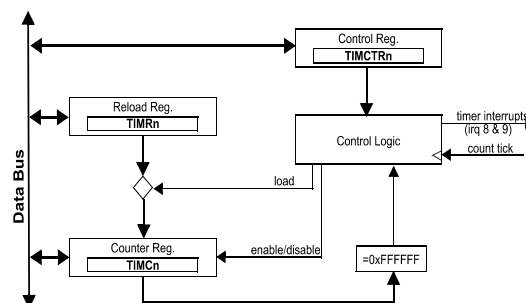 Control Reg.
TIMCTRn
Reload Reg.
TIMRn
timer interrupts
(irq 8 & 9)
Control Logic
count tick
load
Data Bus
Counter Reg.
enable/disable
TIMCn
=0xFFFFFF